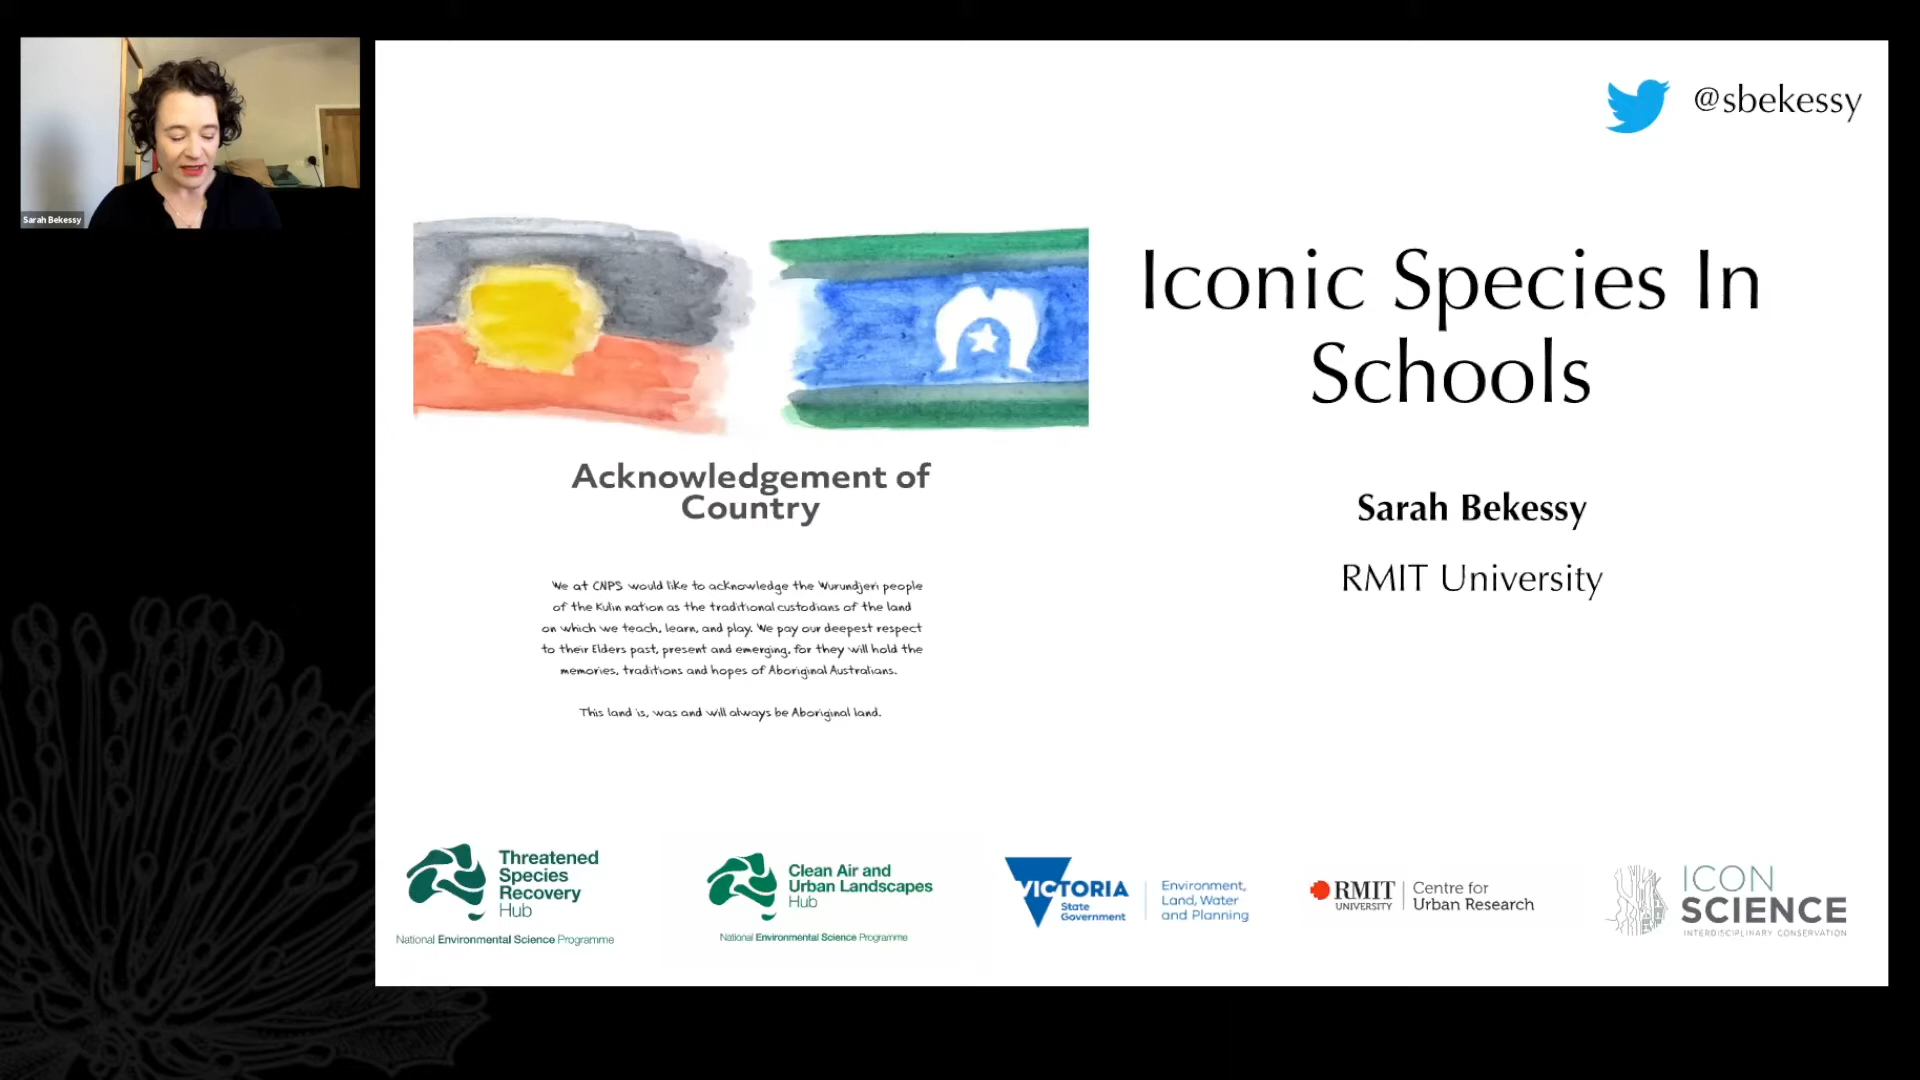 Sarah Bekessy
@sbekessy
Iconic Species In
Schools
Sarah Bekessy
RMIT University
Acknowledgement of
Country
We at CNPS would like to acknowledge the Wurundjeri people
of the Kulin nation as the traditional custodians of the land
on which we teach, learn, and play. We pay our deepest respect
to their Elders past, present and emerging, for they will hold the
memories, traditions and hopes of Aboriginal Australians.
This land is, was and will always be Aboriginal land.
Threatened
Species
Recovery
Hub
National Environmental Science Programme
Clean Air and
Urban Landscapes
Hub
National Environmental Science Programme
VICTORIA
State
Government
Environment,
Land, Water
and Planning
RMIT
UNIVERSITY
Centre for
Urban Research
ICON
SCIENCE
INTERDISCIPLINARY CONSERVATION